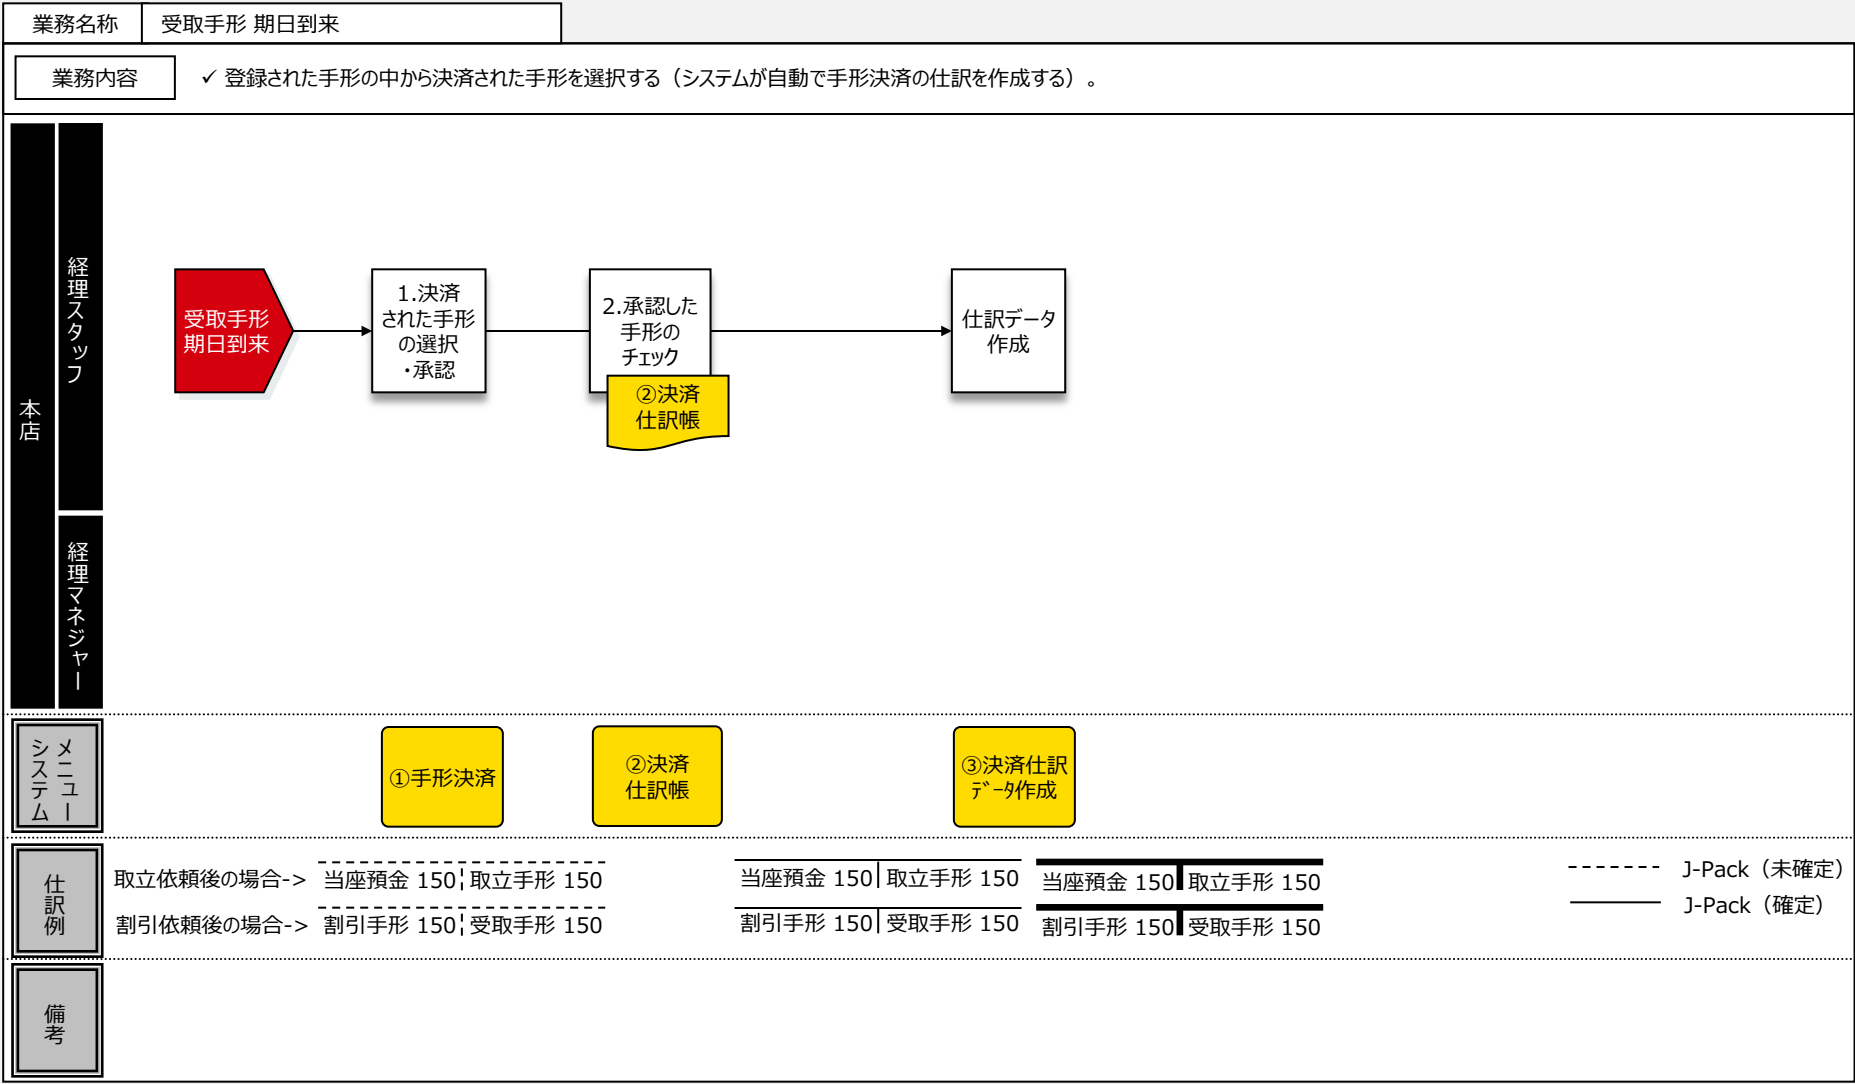 業務名称
受取手形 期日到来
業務内容
✓ 登録された手形の中から決済された手形を選択する（システムが自動で手形決済の仕訳を作成する）。
本店
経理スタッフ
経理マネジャー
受取手形
期日到来
1.決済
された手形
の選択
・承認
2.承認した
手形の
チェック
②決済
仕訳帳
仕訳データ
作成
メニュー
システム
①手形決済
②決済
仕訳帳
③決済仕訳
ﾃﾞｰﾀ作成
仕訳例
取立依頼後の場合-> 当座預金 150 取立手形 150
当座預金 150 取立手形 150
当座預金 150 取立手形 150
割引依頼後の場合-> 割引手形 150 受取手形 150
割引手形 150 受取手形 150
割引手形 150 受取手形 150
J-Pack（未確定）
J-Pack（確定）
備考